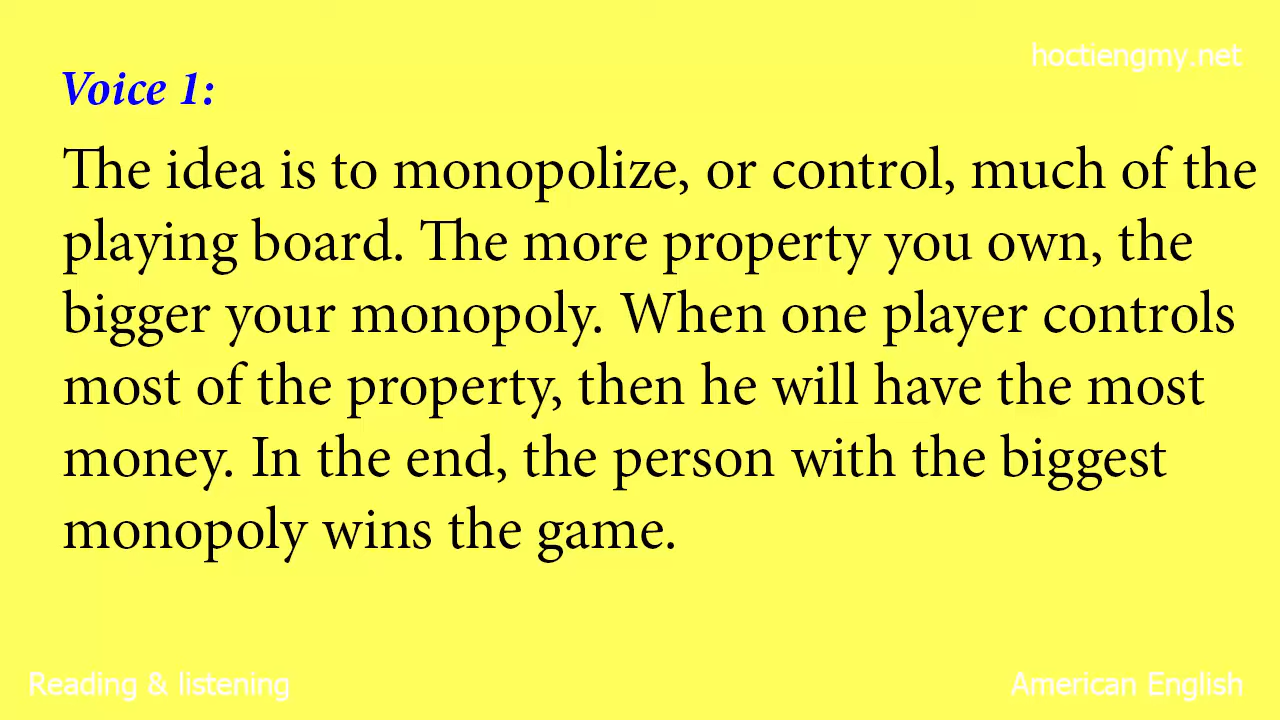 hoctiengmy.net
Voice 1:
The idea is to monopolize, or control, much of the
playing board. The more property you own, the
bigger your monopoly. When one player controls
most of the property, then he will have the most
money. In the end, the person with the biggest
monopoly wins the game.
Reading & listening
American English